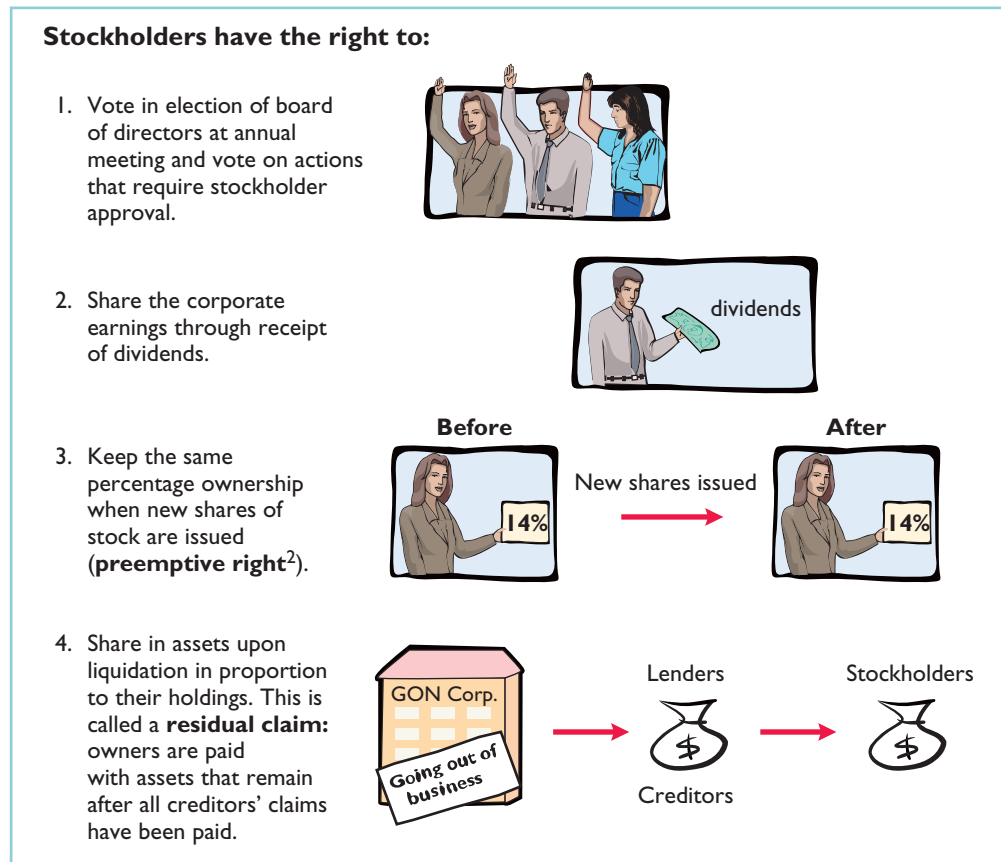 Stockholders have the right to:
1. Vote in election of board
of directors at annual
meeting and vote on actions
that require stockholder
approval.
2. Share the corporate
earnings through receipt
of dividends.
dividends
3. Keep the same
percentage ownership
when new shares of
stock are issued
(preemptive right²).
Before
14%
New shares issued
After
14%
4. Share in assets upon
liquidation in proportion
to their holdings. This is
called a residual claim:
owners are paid
with assets that remain
after all creditors' claims
have been paid.
GON Corp.
Going out of
business
Lenders
$
Creditors
Stockholders
$